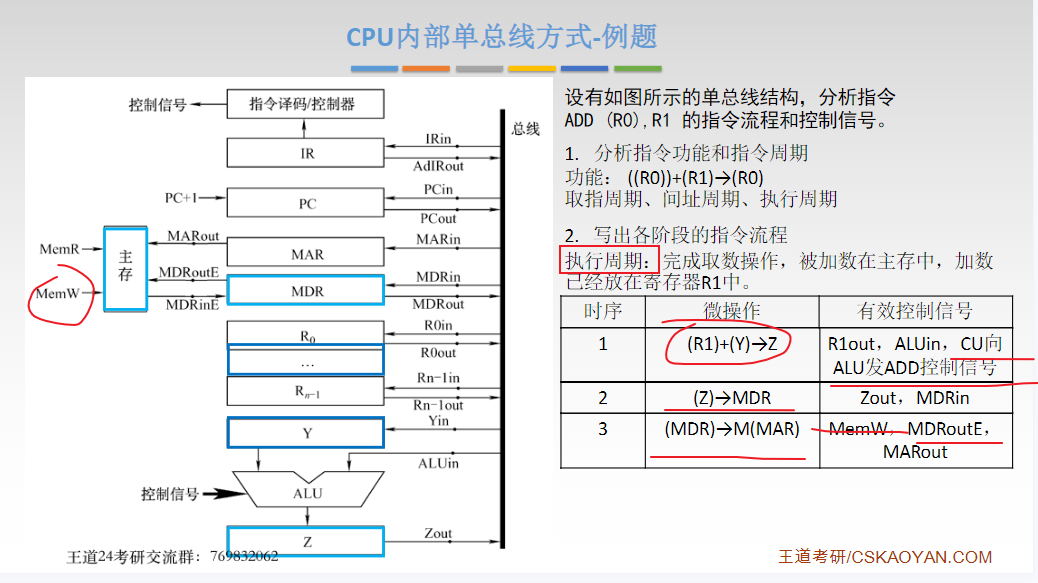 CPU内部单总线方式-例题
控制信号
指令译码/控制器
总线
IR
IRin
AdIRout
PC+1
PC
PCin
PCout
MemR
MemW
主存
MARout
MAR
MARin
MDRoutE
MDRinE
MDR
MDRin
MDRout
R0
R0in
R0out
…
Rn-1
Rn-1in
Rn-1out
Y
Yin
ALUin
控制信号
ALU
Z
Zout
王道24考研交流群：769832062
设有如图所示的单总线结构，分析指令
ADD (R0),R1 的指令流程和控制信号。
1. 分析指令功能和指令周期
功能： ((R0))+(R1)→(R0)
取指周期、间址周期、执行周期
2. 写出各阶段的指令流程
执行周期：完成取数操作，被加数在主存中，加数
已经放在寄存器R1中。
时序 微操作 有效控制信号
1 (R1)+(Y)→Z R1out，ALUin，CU向
ALU发ADD控制信号
2 (Z)→MDR Zout，MDRin
3 (MDR)→M(MAR) MemW，MDRoutE，
MARout
王道考研/CSKAOYAN.COM